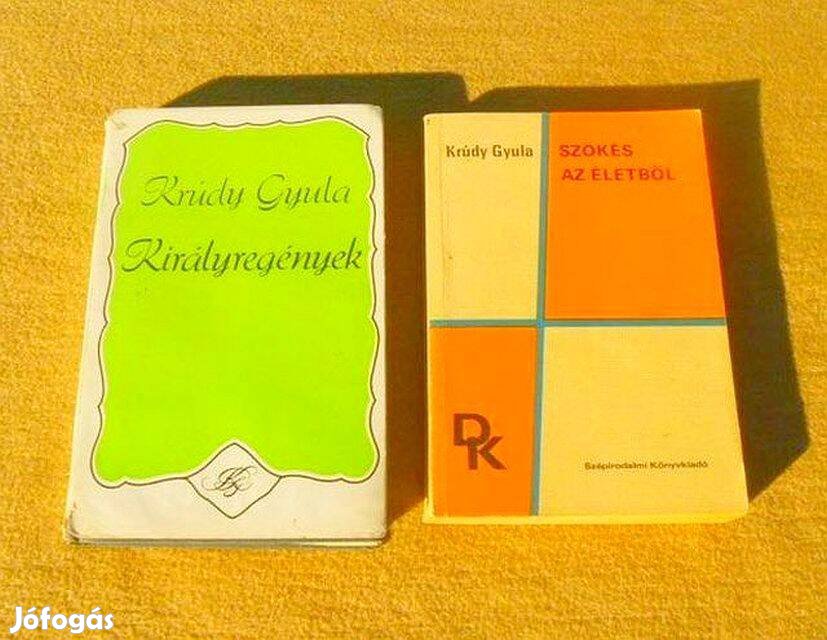 Krúdy Gyula
Királyregények
Krúdy Gyula
SZÖKÉS
AZ ÉLETBŐL
DK
Szépirodalmi Könyvkiadó
Jófogás